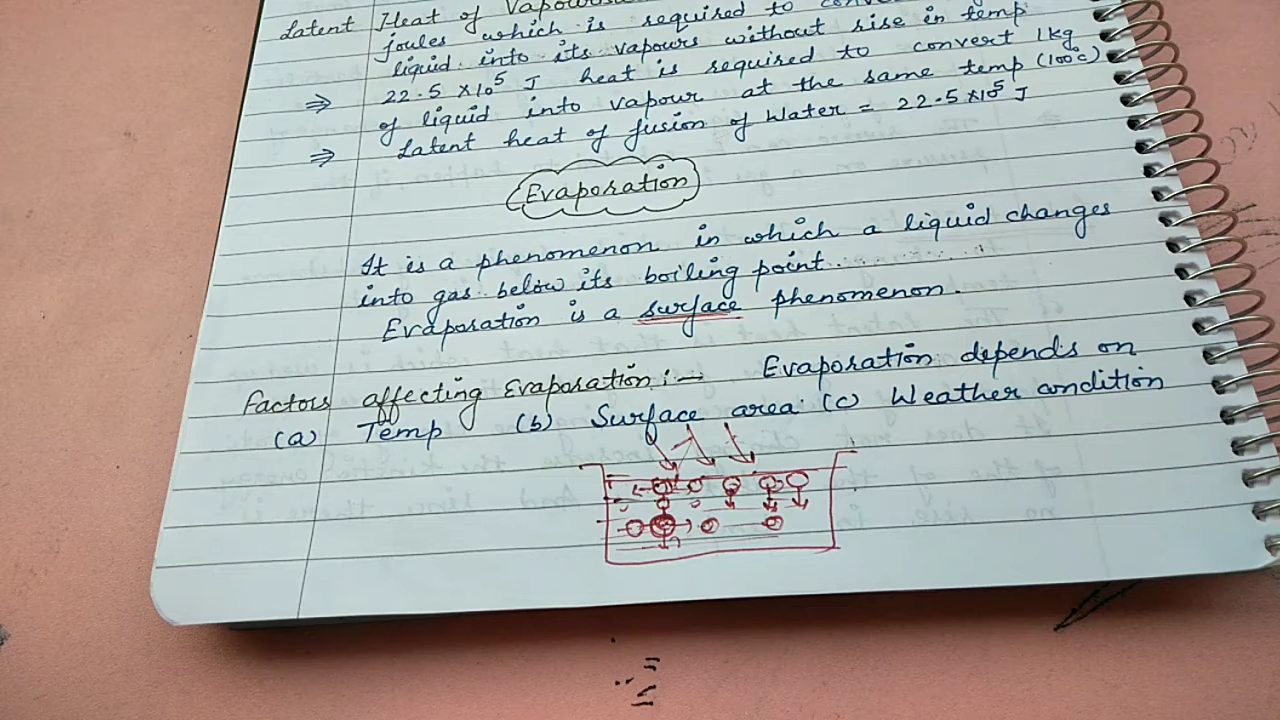 Latent Heat of
joules which is required to
liquid into its vapours without rise in temp
⇒ 22.5 × 10⁵ J heat is required to convert 1kg
of liquid into vapour at the same temp (100°c)
⇒ Latent heat of fusion of Water = 22.5×10⁵ J
Evaporation
It is a phenomenon in which a liquid changes
into gas below its boiling point.......
Evaporation is a surface phenomenon.
Factors affecting Evaporation :- Evaporation depends on
(a) Temp (b) Surface area (c) Weather condition